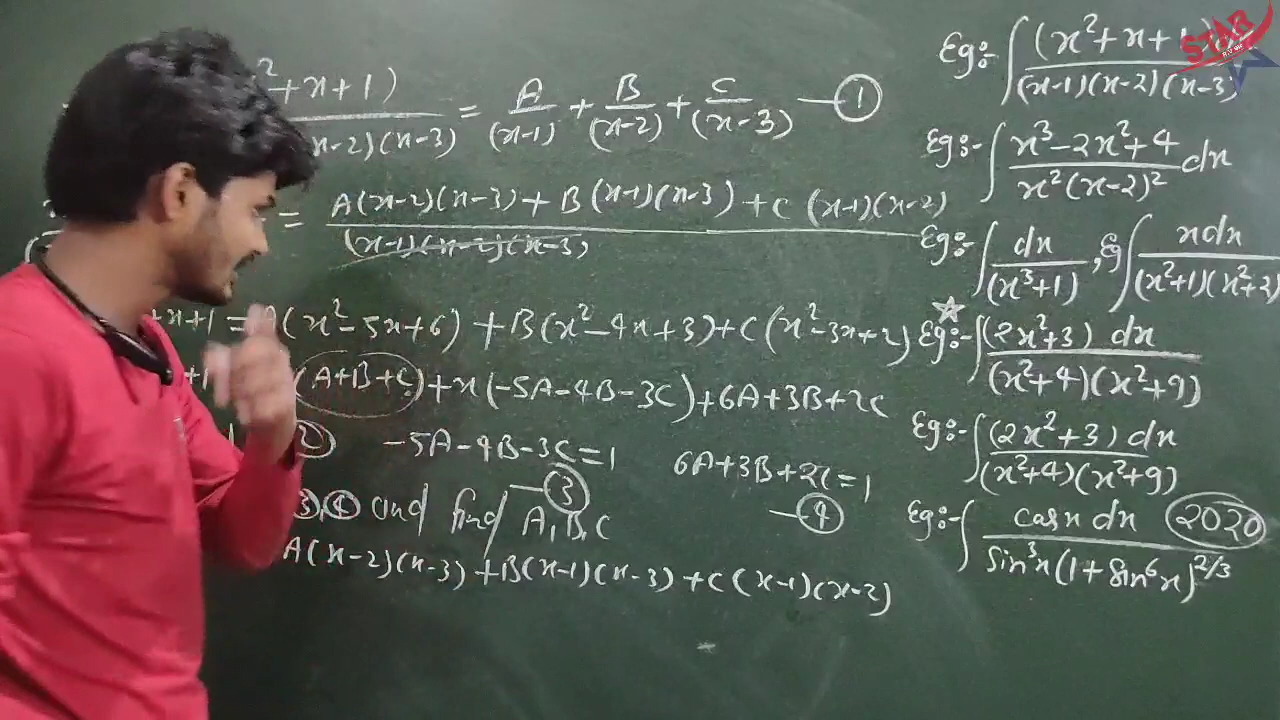 ²+x+1) / x-2)(x-3) = A/(x-1) + B/(x-2) + C/(x-3) — ①
= A(x-2)(x-3) + B(x-1)(x-3) + C(x-1)(x-2) / (x-1)(x-2)(x-3)
+x+1 = A(x²-5x+6) + B(x²-4x+3) + C(x²-3x+2)
+1 (A+B+C) + x(-5A-4B-3C) + 6A+3B+2C
② -5A-4B-3C=1 — ③ 6A+3B+2C=1 — ④
③,④ and find A,B,C
A(x-2)(x-3) + B(x-1)(x-3) + C(x-1)(x-2)
Eg:- ∫ (x²+x+1) / (x-1)(x-2)(x-3)
Eg:- ∫ x³-2x²+4 / x²(x-2)² dx
Eg:- ∫ dx / (x³+1) , Eg ∫ x dx / (x²+1)(x²+2)
Eg:- ∫ (2x²+3) dx / (x²+4)(x²+9)
Eg:- ∫ (2x²+3) dx / (x²+4)(x²+9)
Eg:- ∫ cosx dx / sin³x(1+sin⁶x)^2/3 2020
STAR